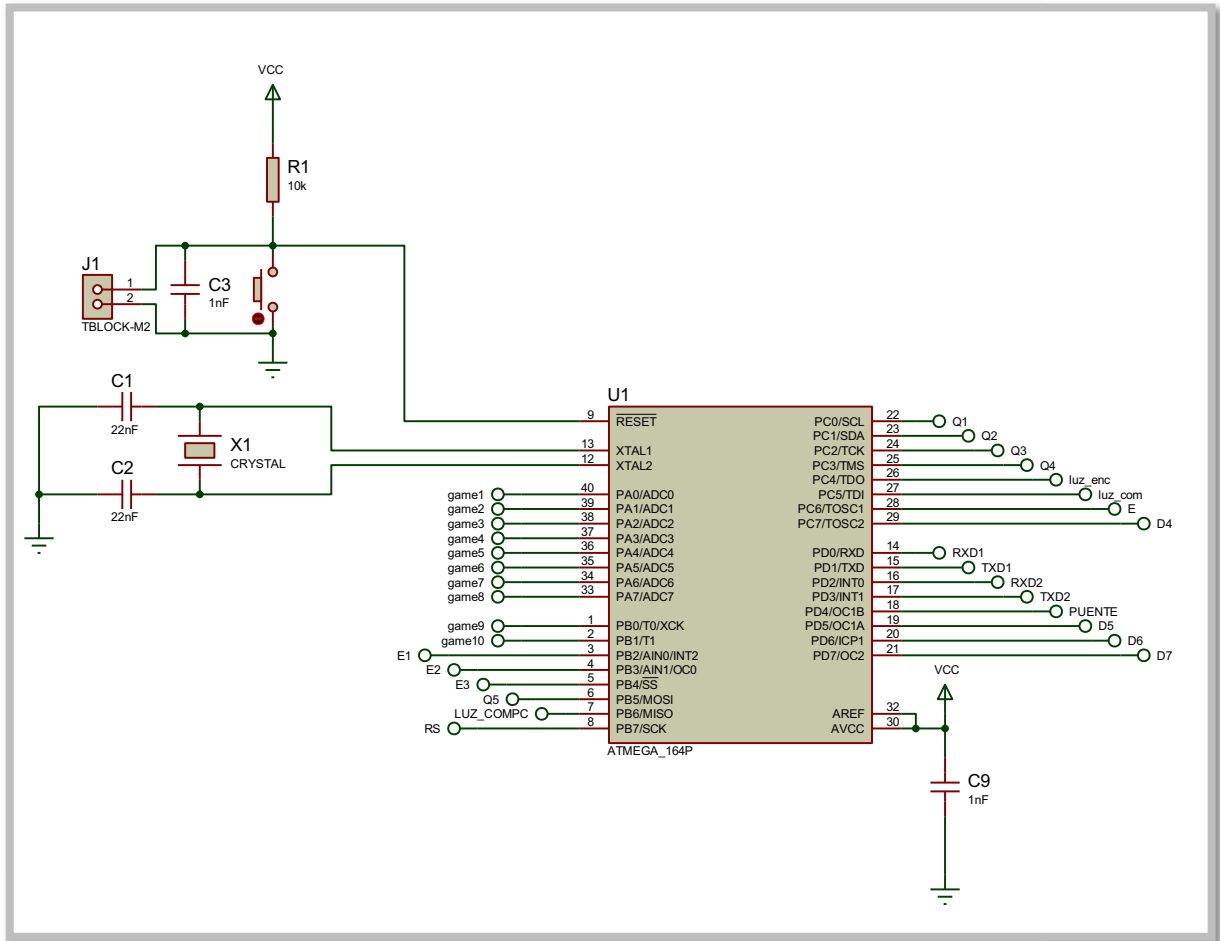 VCC
R1
10k
J1
1
2
TBLOCK-M2
C3
1nF
C1
22nF
X1
CRYSTAL
C2
22nF
U1
9 RESET
13 XTAL1
12 XTAL2
game1 40 PA0/ADC0
game2 39 PA1/ADC1
game3 38 PA2/ADC2
game4 37 PA3/ADC3
game5 36 PA4/ADC4
game6 35 PA5/ADC5
game7 34 PA6/ADC6
game8 33 PA7/ADC7
game9 1 PB0/T0/XCK
game10 2 PB1/T1
E1 3 PB2/AIN0/INT2
E2 4 PB3/AIN1/OC0
E3 5 PB4/SS
Q5 6 PB5/MOSI
LUZ_COMPC 7 PB6/MISO
RS 8 PB7/SCK
PC0/SCL 22 Q1
PC1/SDA 23 Q2
PC2/TCK 24 Q3
PC3/TMS 25 Q4
PC4/TDO 26 luz_enc
PC5/TDI 27 luz_com
PC6/TOSC1 28 E
PC7/TOSC2 29 D4
PD0/RXD 14 RXD1
PD1/TXD 15 TXD1
PD2/INT0 16 RXD2
PD3/INT1 17 TXD2
PD4/OC1B 18 PUENTE
PD5/OC1A 19 D5
PD6/ICP1 20 D6
PD7/OC2 21 D7
AREF 32
AVCC 30
ATMEGA_164P
VCC
C9
1nF